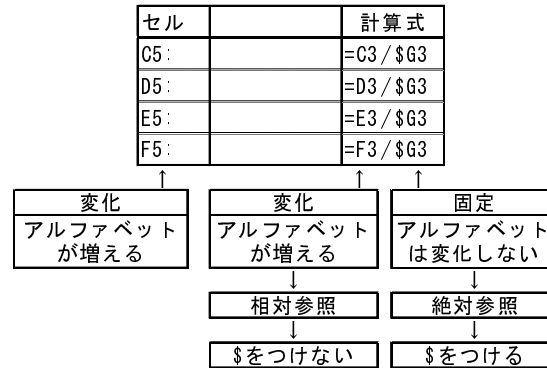 セル 計算式
C5: =C3/$G3
D5: =D3/$G3
E5: =E3/$G3
F5: =F3/$G3
↑ ↑ ↑
変化 変化 固定
アルファベット アルファベット アルファベット
が増える が増える は変化しない
↓ ↓
相対参照 絶対参照
↓ ↓
$をつけない $をつける